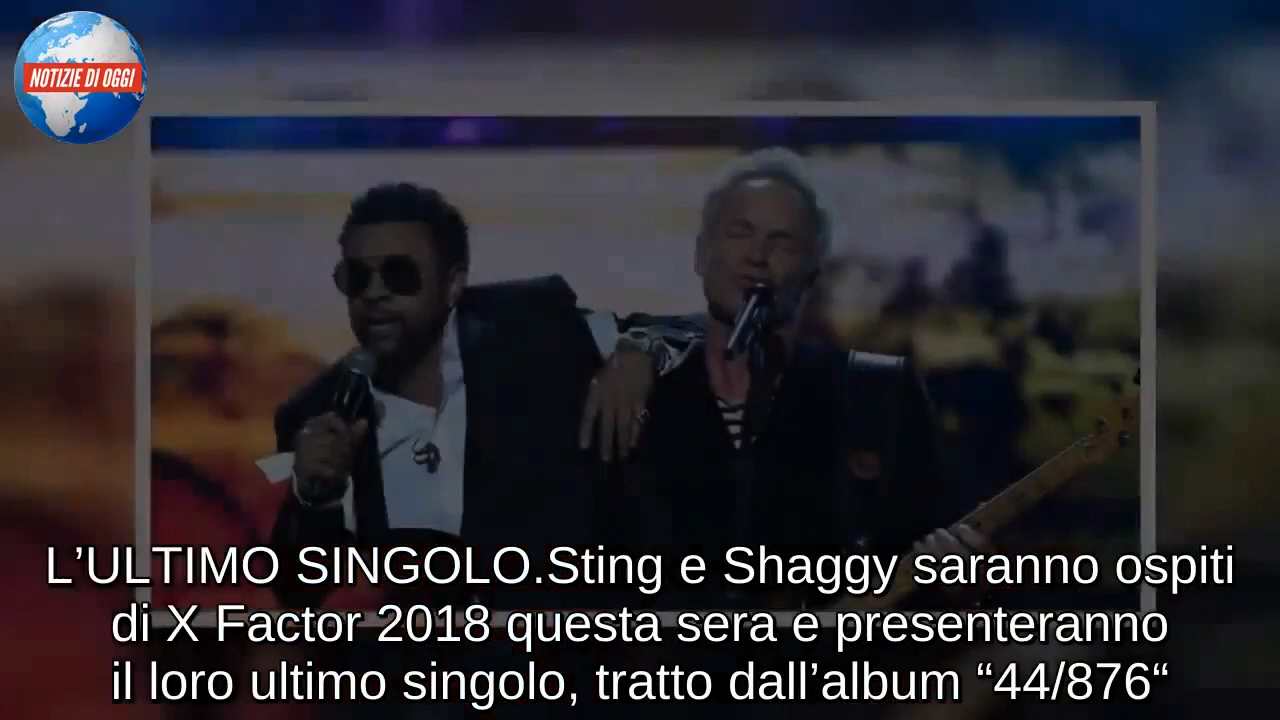 NOTIZIE DI OGGI
L’ULTIMO SINGOLO.Sting e Shaggy saranno ospiti
di X Factor 2018 questa sera e presenteranno
il loro ultimo singolo, tratto dall’album “44/876“